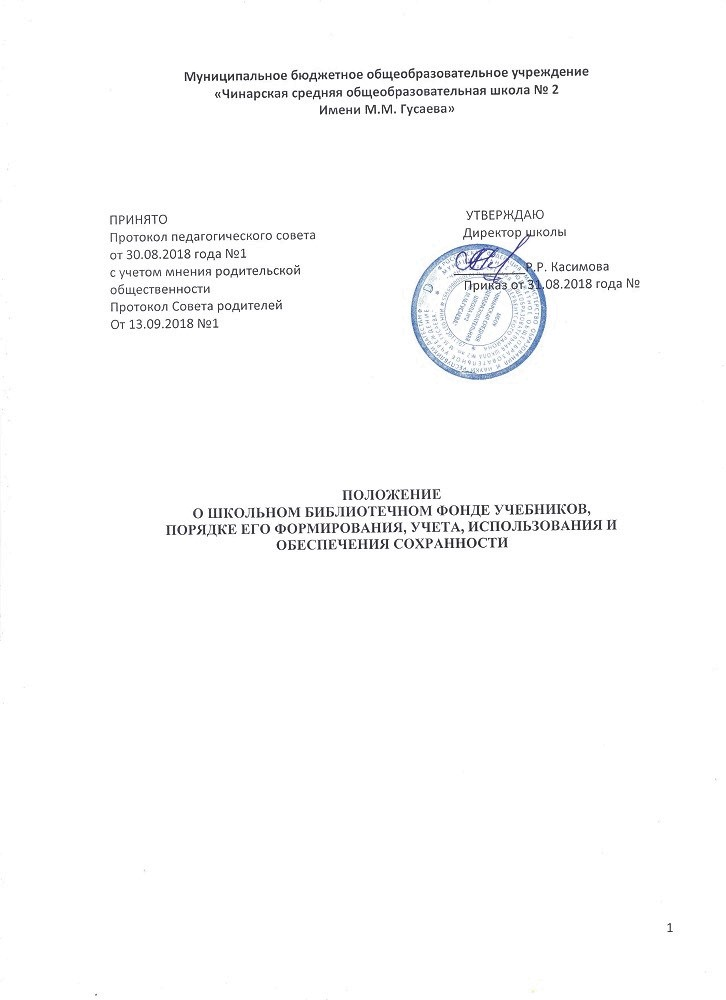 Муниципальное бюджетное общеобразовательное учреждение
«Чинарская средняя общеобразовательная школа № 2
Имени М.М. Гусаева»
ПРИНЯТО
Протокол педагогического совета
от 30.08.2018 года №1
с учетом мнения родительской
общественности
Протокол Совета родителей
От 13.09.2018 №1
УТВЕРЖДАЮ
Директор школы
Р.Р. Касимова
Приказ от 31.08.2018 года №
ПОЛОЖЕНИЕ
О ШКОЛЬНОМ БИБЛИОТЕЧНОМ ФОНДЕ УЧЕБНИКОВ,
ПОРЯДКЕ ЕГО ФОРМИРОВАНИЯ, УЧЕТА, ИСПОЛЬЗОВАНИЯ И
ОБЕСПЕЧЕНИЯ СОХРАННОСТИ
1